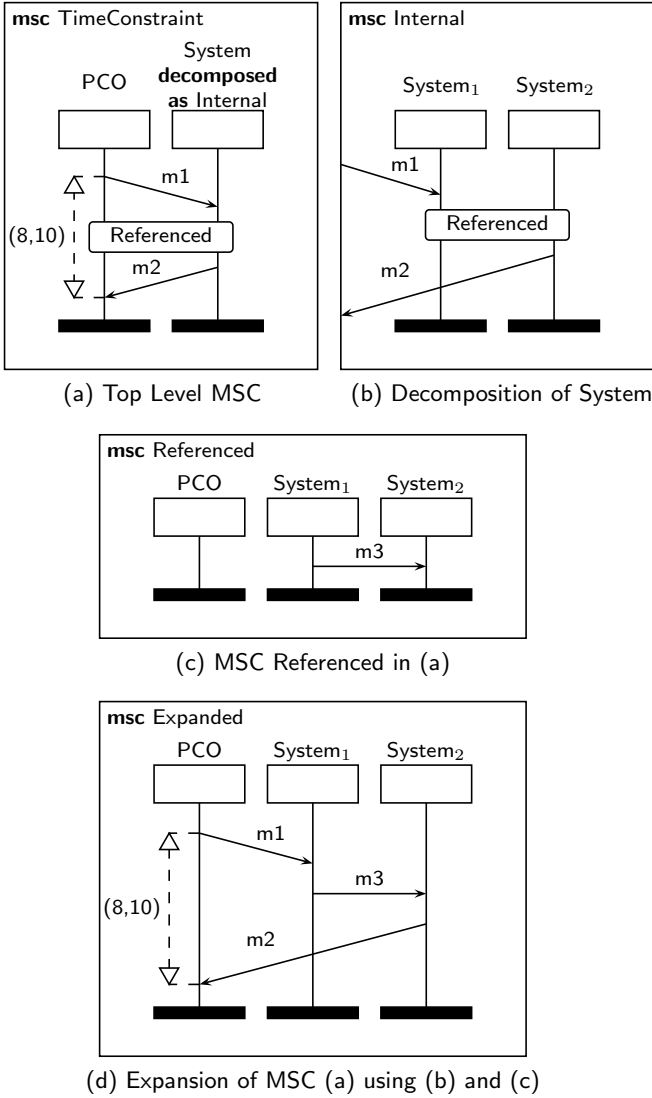 msc TimeConstraint
PCO
System
decomposed
as Internal
m1
(8,10)
Referenced
m2
(a) Top Level MSC
msc Internal
System₁
System₂
m1
Referenced
m2
(b) Decomposition of System
msc Referenced
PCO
System₁
System₂
m3
(c) MSC Referenced in (a)
msc Expanded
PCO
System₁
System₂
m1
m3
(8,10)
m2
(d) Expansion of MSC (a) using (b) and (c)